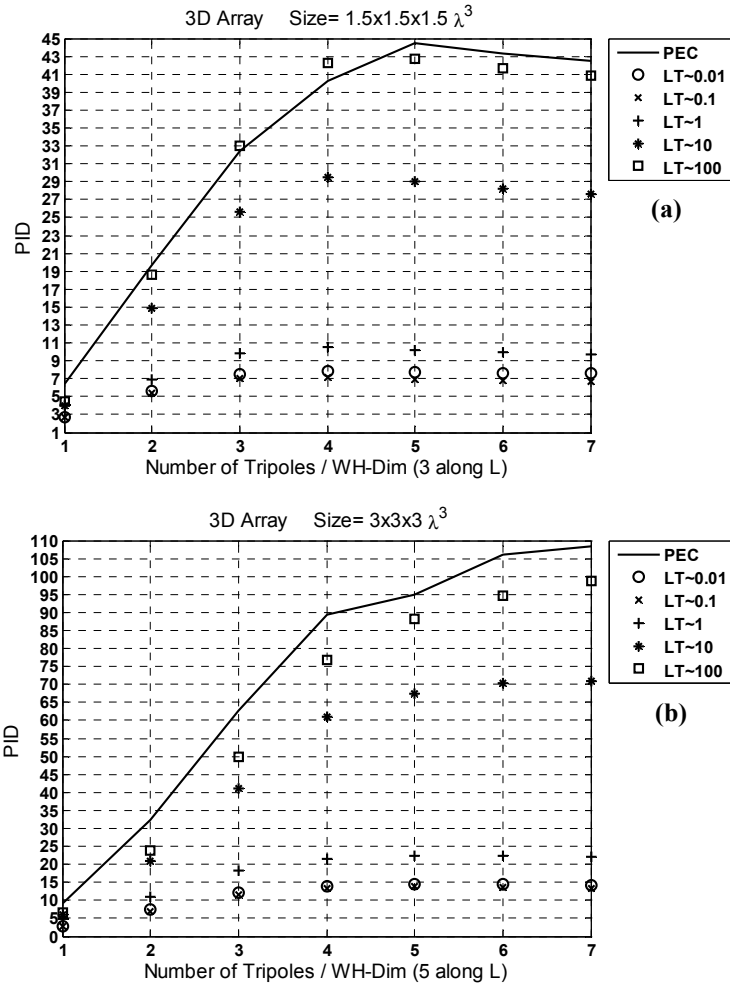 3D Array Size= 1.5x1.5x1.5 λ³
45
43
41
39
37
35
33
31
29
27
25
23
21
19
17
15
13
11
9
7
5
3
1
PID
1 2 3 4 5 6 7
Number of Tripoles / WH-Dim (3 along L)
PEC
LT~0.01
LT~0.1
LT~1
LT~10
LT~100
(a)
3D Array Size= 3x3x3 λ³
110
105
100
95
90
85
80
75
70
65
60
55
50
45
40
35
30
25
20
15
10
5
0
PID
1 2 3 4 5 6 7
Number of Tripoles / WH-Dim (5 along L)
PEC
LT~0.01
LT~0.1
LT~1
LT~10
LT~100
(b)